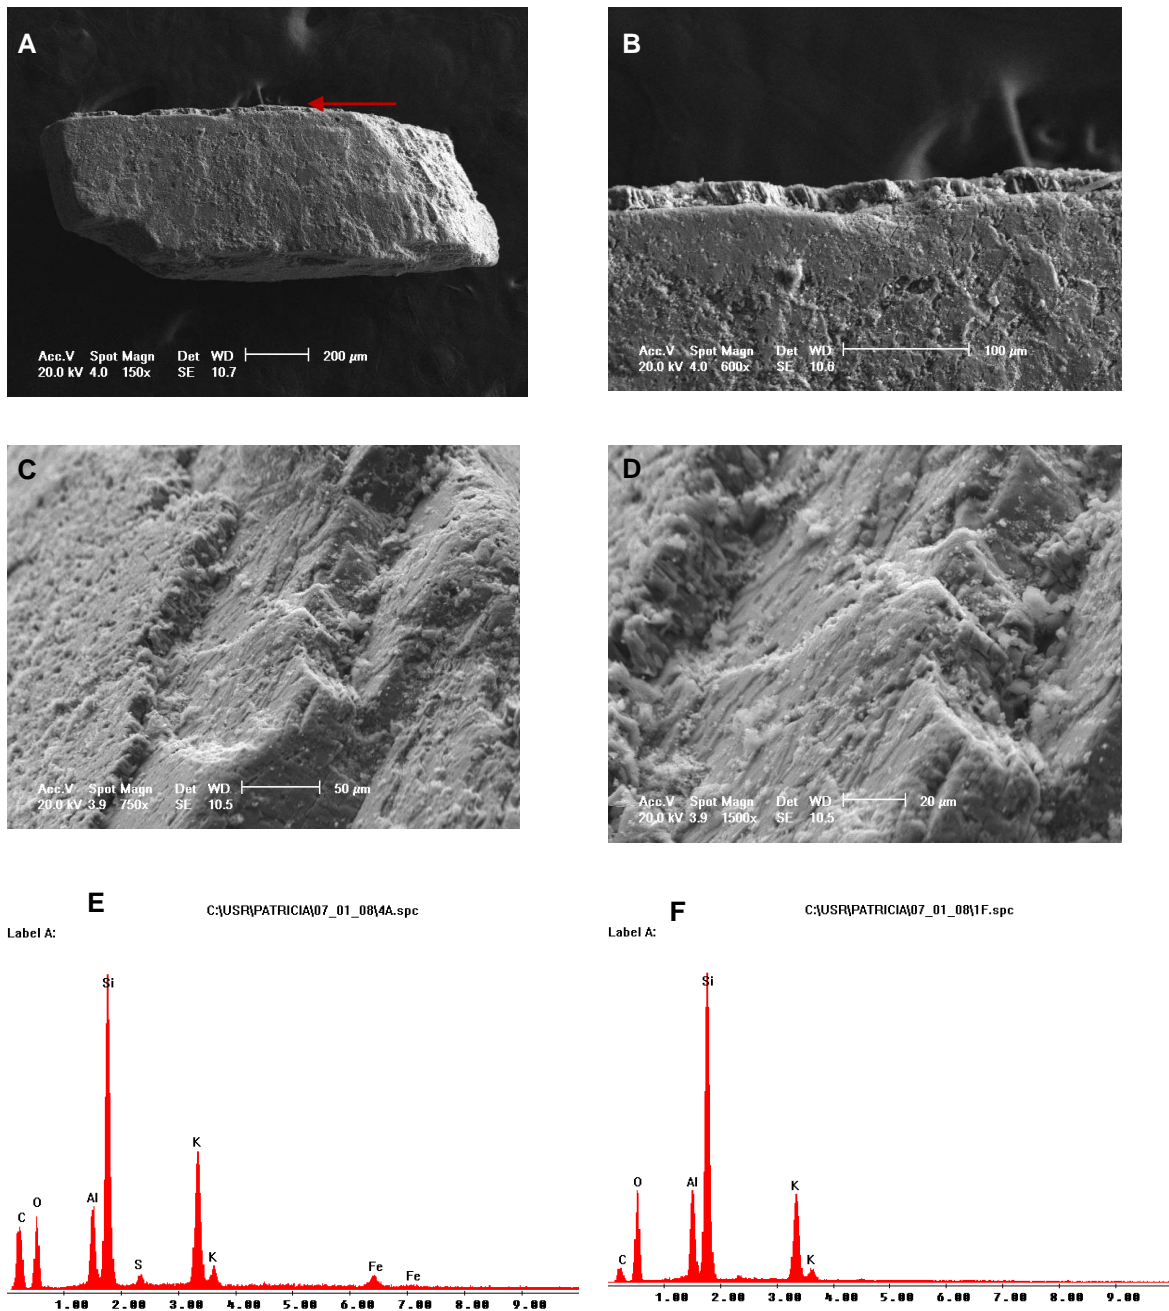 A
Acc.V Spot Magn Det WD 200 µm
20.0 kV 4.0 150x SE 10.7
B
Acc.V Spot Magn Det WD 100 µm
20.0 kV 4.0 600x SE 10.6
C
Acc.V Spot Magn Det WD 50 µm
20.0 kV 3.9 750x SE 10.5
D
Acc.V Spot Magn Det WD 20 µm
20.0 kV 3.9 1500x SE 10.5
E
C:\USR\PATRICIA\07_01_08\4A.spc
Label A:
Si
K
Al
O
C
S
K
Fe
Fe
1.00 2.00 3.00 4.00 5.00 6.00 7.00 8.00 9.00
F
C:\USR\PATRICIA\07_01_08\1F.spc
Label A:
Si
O
Al
K
C
K
1.00 2.00 3.00 4.00 5.00 6.00 7.00 8.00 9.00